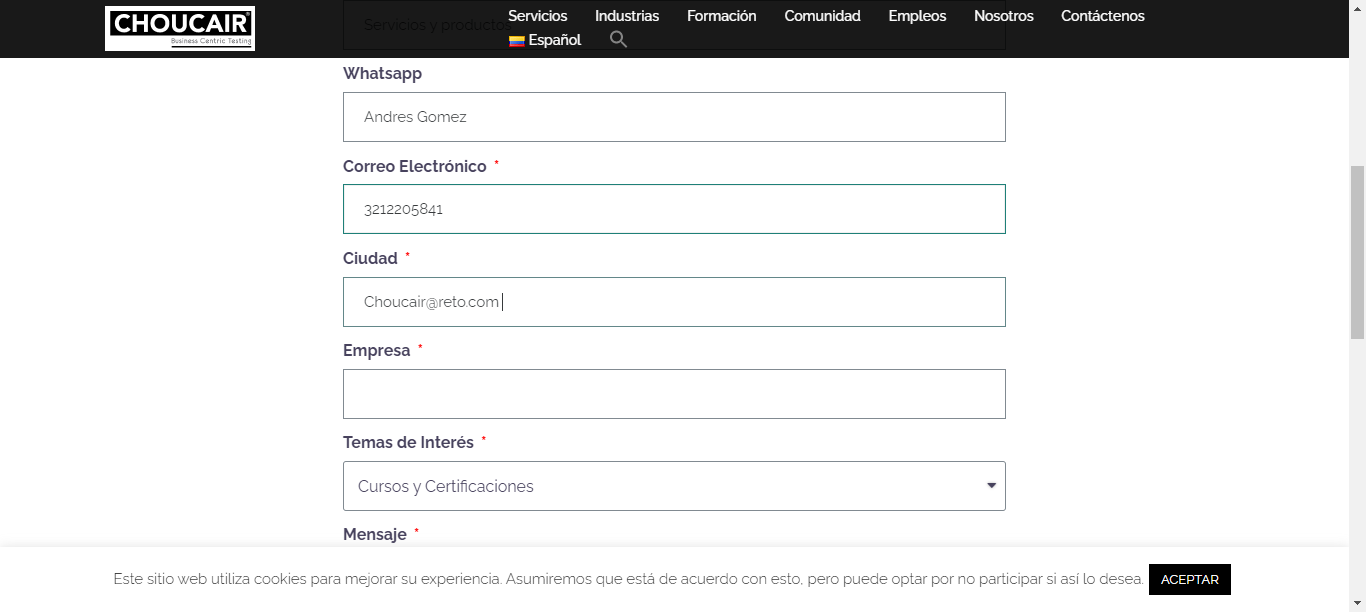 CHOUCAIR
Business Centric Testing
Servicios Industrias Formación Comunidad Empleos Nosotros Contáctenos
Español
Servicios y productos
Whatsapp
Andres Gomez
Correo Electrónico *
3212205841
Ciudad *
Choucair@reto.com
Empresa *
Temas de Interés *
Cursos y Certificaciones
Mensaje *
Este sitio web utiliza cookies para mejorar su experiencia. Asumiremos que está de acuerdo con esto, pero puede optar por no participar si así lo desea. ACEPTAR